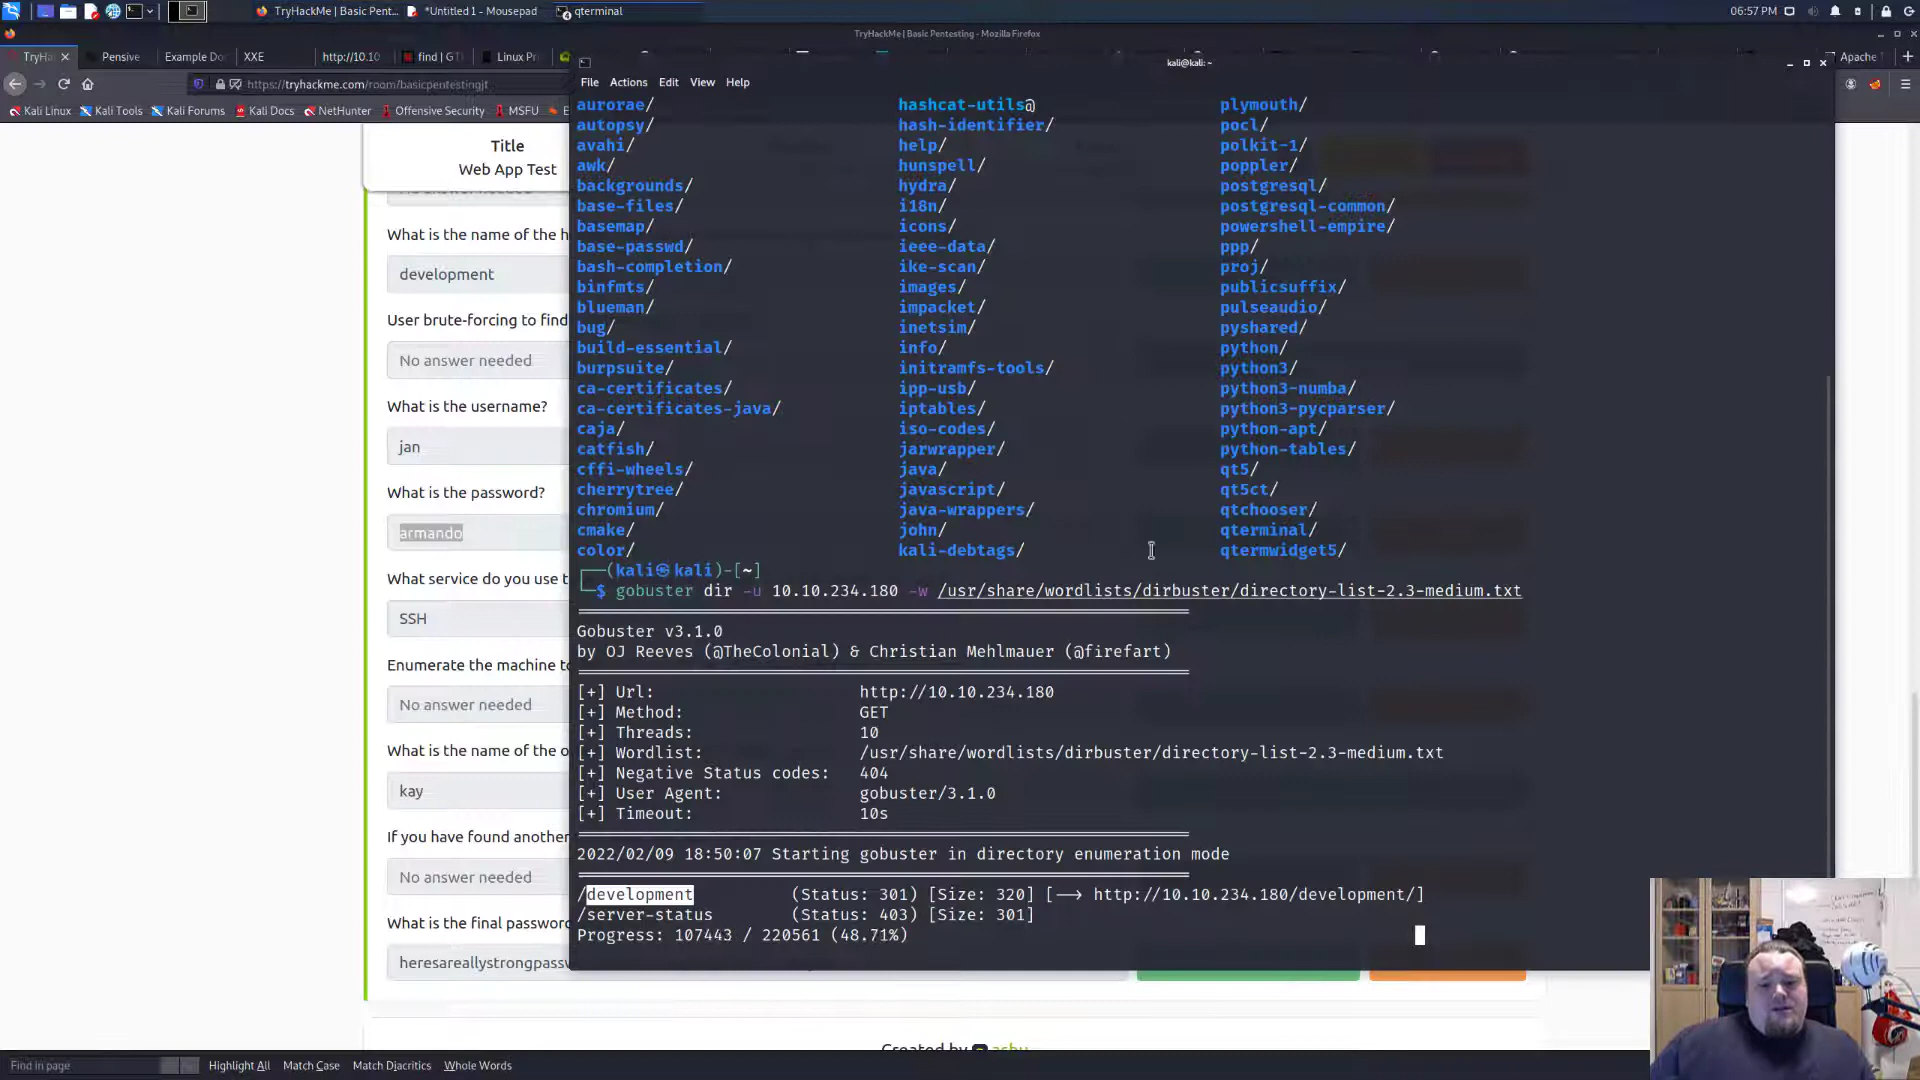 TryHackMe | Basic Pent...
*Untitled 1 - Mousepad
qterminal
06:57 PM
TryHackMe | Basic Pentesting - Mozilla Firefox
TryHa
Pensive
Example Do
XXE
http://10.10
find | GT
Linux Pr
Apache T
https://tryhackme.com/room/basicpentestingjt
Kali Linux
Kali Tools
Kali Forums
Kali Docs
NetHunter
Offensive Security
MSFU
kali@kali: ~
File Actions Edit View Help
Title
Web App Test
What is the name of the h
development
User brute-forcing to find
No answer needed
What is the username?
jan
What is the password?
armando
What service do you use t
SSH
Enumerate the machine to
No answer needed
What is the name of the o
kay
If you have found another
No answer needed
What is the final password
heresareallystrongpassw
aurorae/ hashcat-utils@ plymouth/
autopsy/ hash-identifier/ pocl/
avahi/ help/ polkit-1/
awk/ hunspell/ poppler/
backgrounds/ hydra/ postgresql/
base-files/ i18n/ postgresql-common/
basemap/ icons/ powershell-empire/
base-passwd/ ieee-data/ ppp/
bash-completion/ ike-scan/ proj/
binfmts/ images/ publicsuffix/
blueman/ impacket/ pulseaudio/
bug/ inetsim/ pyshared/
build-essential/ info/ python/
burpsuite/ initramfs-tools/ python3/
ca-certificates/ ipp-usb/ python3-numba/
ca-certificates-java/ iptables/ python3-pycparser/
caja/ iso-codes/ python-apt/
catfish/ jarwrapper/ python-tables/
cffi-wheels/ java/ qt5/
cherrytree/ javascript/ qt5ct/
chromium/ java-wrappers/ qtchooser/
cmake/ john/ qterminal/
color/ kali-debtags/ qtermwidget5/
┌──(kali㉿kali)-[~]
└─$ gobuster dir -u 10.10.234.180 -w /usr/share/wordlists/dirbuster/directory-list-2.3-medium.txt
Gobuster v3.1.0
by OJ Reeves (@TheColonial) & Christian Mehlmauer (@firefart)
[+] Url: http://10.10.234.180
[+] Method: GET
[+] Threads: 10
[+] Wordlist: /usr/share/wordlists/dirbuster/directory-list-2.3-medium.txt
[+] Negative Status codes: 404
[+] User Agent: gobuster/3.1.0
[+] Timeout: 10s
2022/02/09 18:50:07 Starting gobuster in directory enumeration mode
/development (Status: 301) [Size: 320] [--> http://10.10.234.180/development/]
/server-status (Status: 403) [Size: 301]
Progress: 107443 / 220561 (48.71%)
Created by
Find in page
Highlight All
Match Case
Match Diacritics
Whole Words